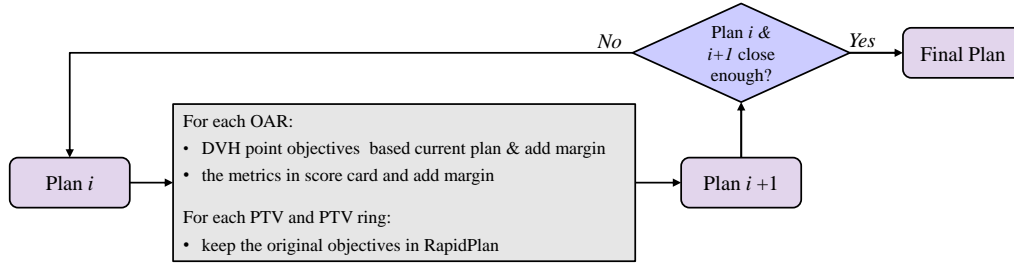 No
Plan i &
i+1 close
enough?
Yes
Final Plan
Plan i
For each OAR:
• DVH point objectives based current plan & add margin
• the metrics in score card and add margin
For each PTV and PTV ring:
• keep the original objectives in RapidPlan
Plan i +1